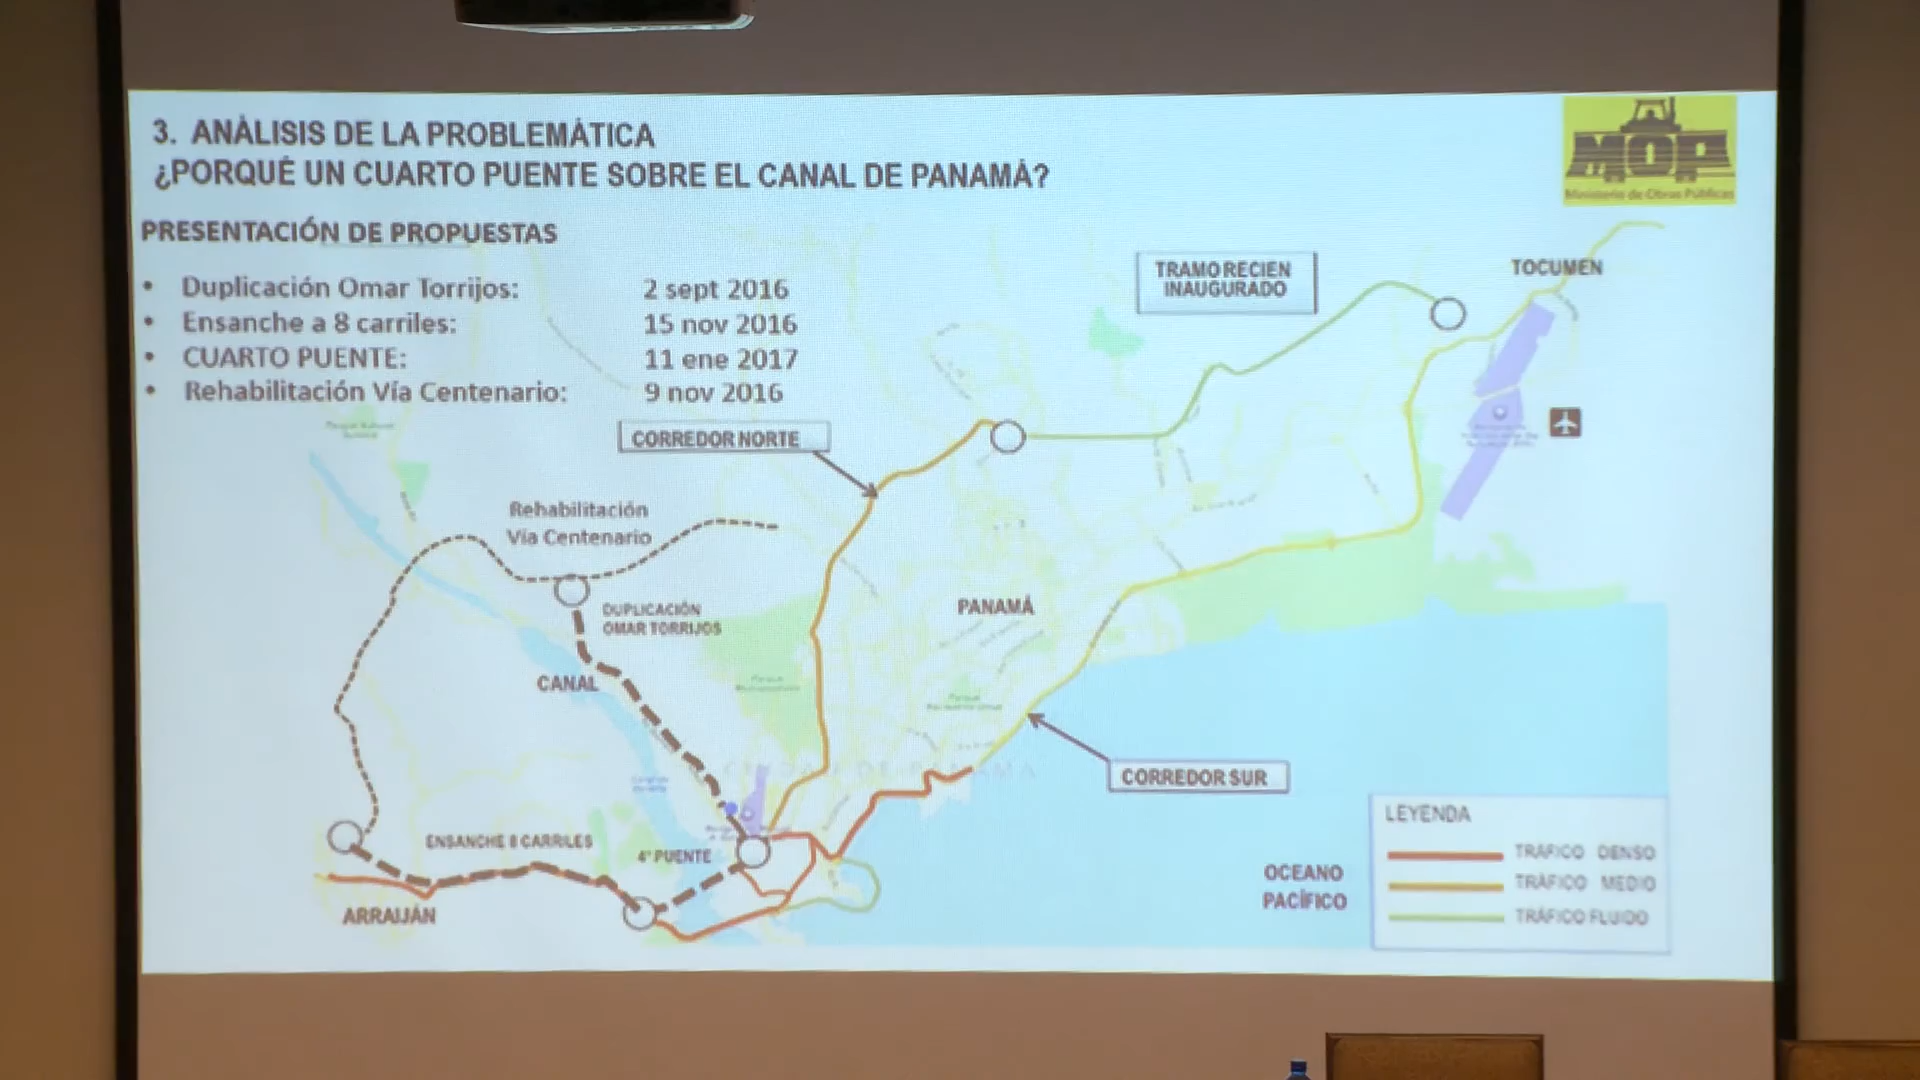 3. ANÁLISIS DE LA PROBLEMÁTICA
¿PORQUÉ UN CUARTO PUENTE SOBRE EL CANAL DE PANAMÁ?
MOP
Ministerio de Obras Públicas
PRESENTACIÓN DE PROPUESTAS
• Duplicación Omar Torrijos: 2 sept 2016
• Ensanche a 8 carriles: 15 nov 2016
• CUARTO PUENTE: 11 ene 2017
• Rehabilitación Vía Centenario: 9 nov 2016
TRAMO RECIEN
INAUGURADO
TOCUMEN
CORREDOR NORTE
Rehabilitación
Vía Centenario
DUPLICACIÓN
OMAR TORRIJOS
PANAMÁ
CANAL
CIUDAD DE PANAMA
CORREDOR SUR
ENSANCHE 8 CARRILES
4° PUENTE
ARRAIJÁN
OCEANO
PACÍFICO
LEYENDA
TRÁFICO DENSO
TRÁFICO MEDIO
TRÁFICO FLUIDO